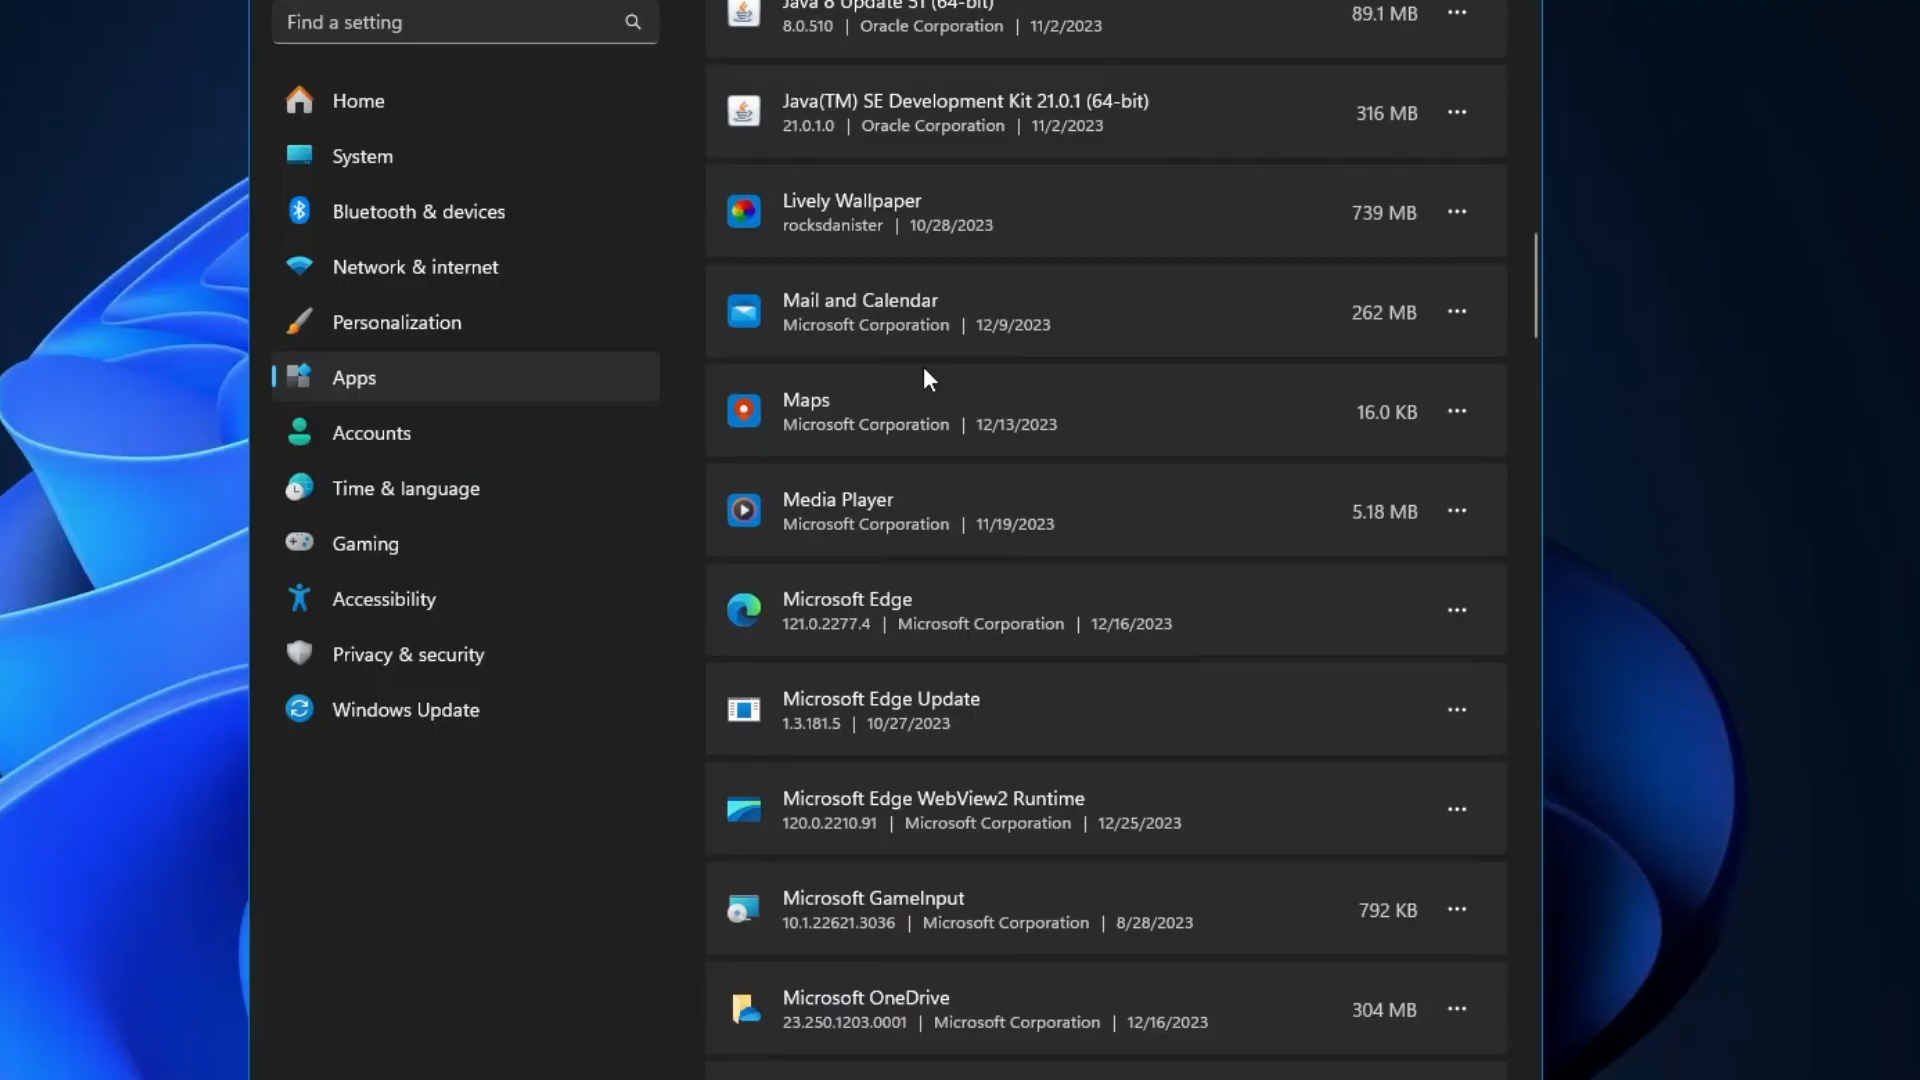 Find a setting
Home
System
Bluetooth & devices
Network & internet
Personalization
Apps
Accounts
Time & language
Gaming
Accessibility
Privacy & security
Windows Update
Java 8 Update 51 (64-bit)
8.0.510 | Oracle Corporation | 11/2/2023
89.1 MB
Java(TM) SE Development Kit 21.0.1 (64-bit)
21.0.1.0 | Oracle Corporation | 11/2/2023
316 MB
Lively Wallpaper
rocksdanister | 10/28/2023
739 MB
Mail and Calendar
Microsoft Corporation | 12/9/2023
262 MB
Maps
Microsoft Corporation | 12/13/2023
16.0 KB
Media Player
Microsoft Corporation | 11/19/2023
5.18 MB
Microsoft Edge
121.0.2277.4 | Microsoft Corporation | 12/16/2023
Microsoft Edge Update
1.3.181.5 | 10/27/2023
Microsoft Edge WebView2 Runtime
120.0.2210.91 | Microsoft Corporation | 12/25/2023
Microsoft GameInput
10.1.22621.3036 | Microsoft Corporation | 8/28/2023
792 KB
Microsoft OneDrive
23.250.1203.0001 | Microsoft Corporation | 12/16/2023
304 MB